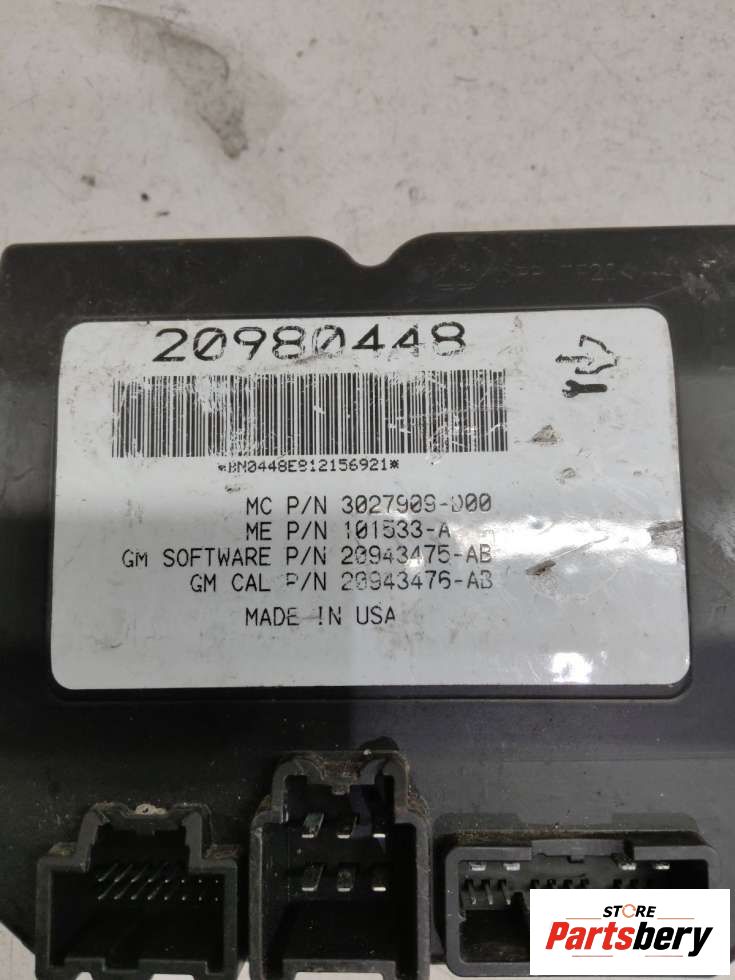 20980448
*BN0448E812156921*
MC P/N 3027909-D00
ME P/N 101533-A
GM SOFTWARE P/N 20943475-AB
GM CAL P/N 20943476-AB
MADE IN USA
STORE
Partsbery